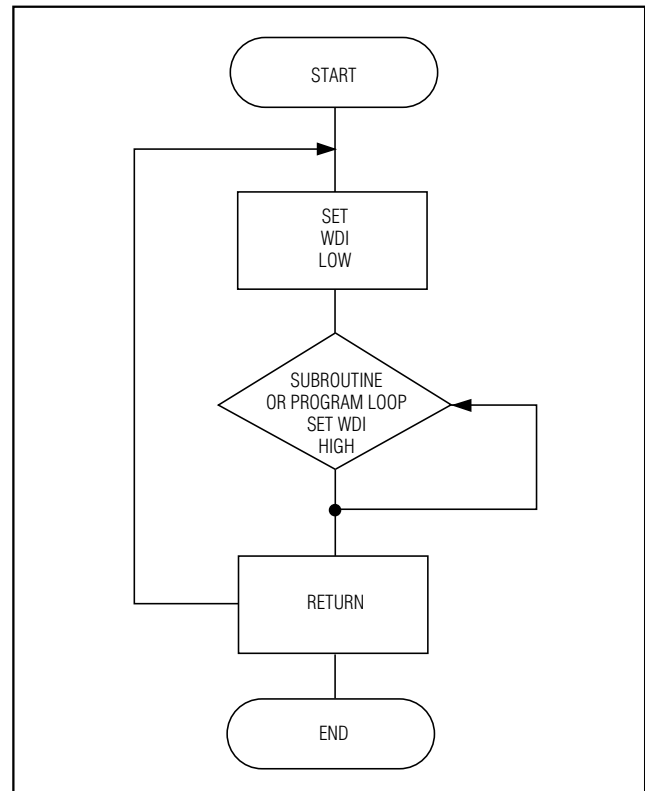 START
SET
WDI
LOW
SUBROUTINE
OR PROGRAM LOOP
SET WDI
HIGH
RETURN
END